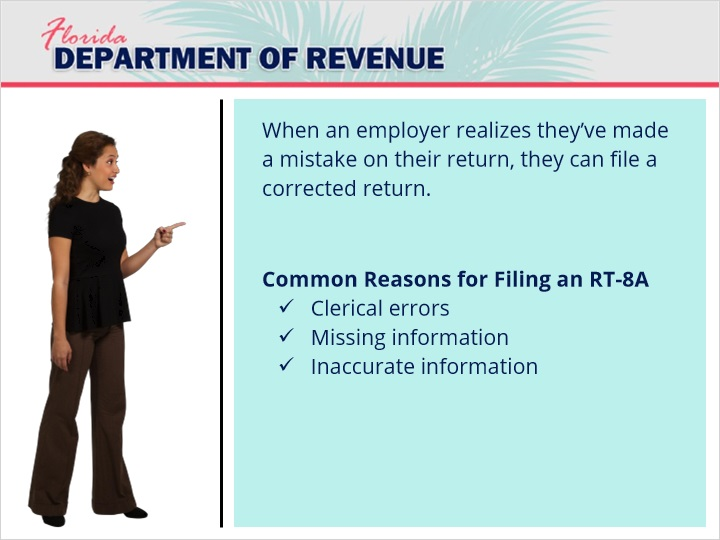 Florida
DEPARTMENT OF REVENUE
When an employer realizes they’ve made
a mistake on their return, they can file a
corrected return.
Common Reasons for Filing an RT-8A
✓ Clerical errors
✓ Missing information
✓ Inaccurate information